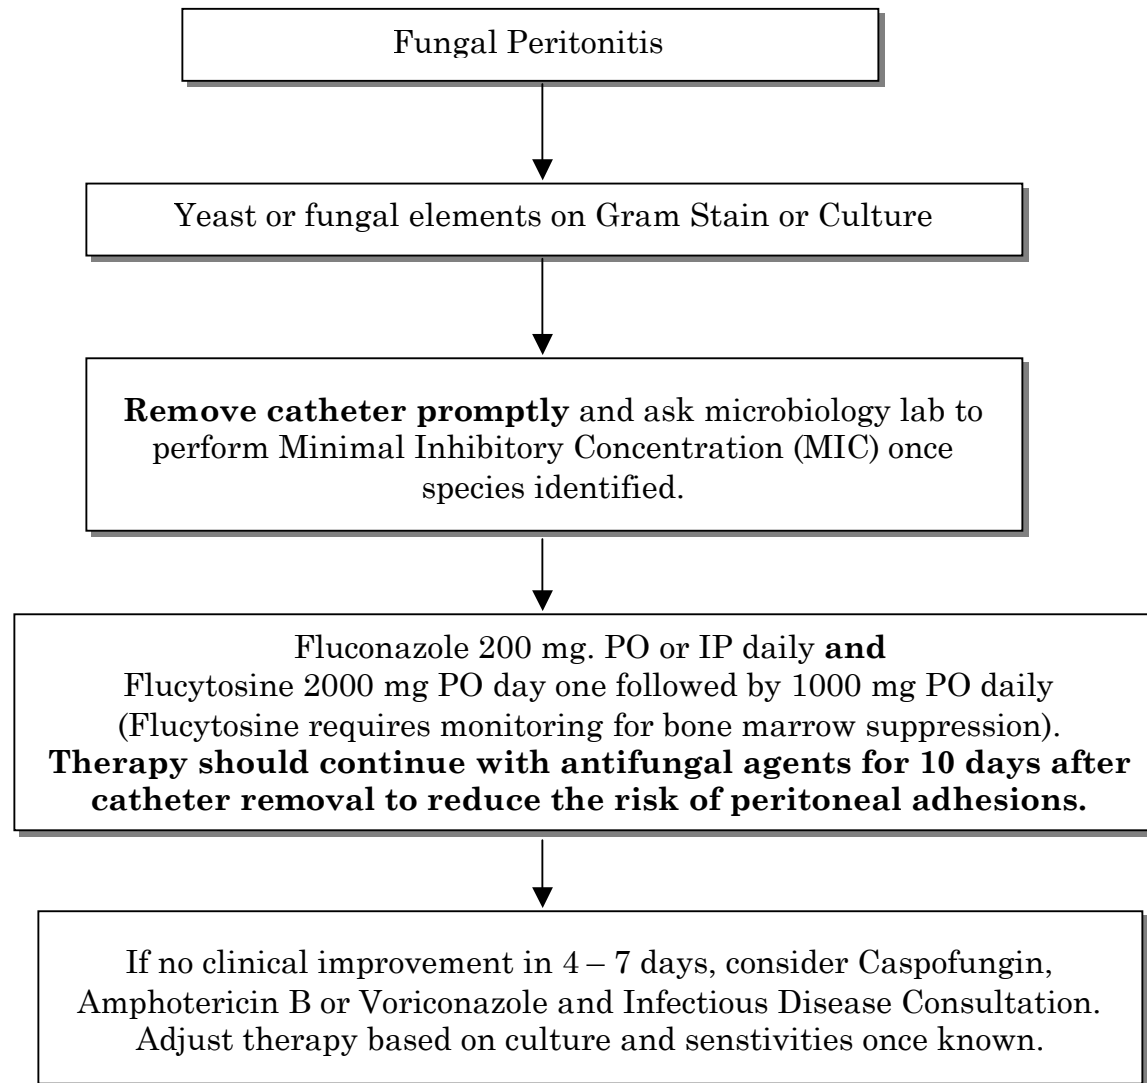 Fungal Peritonitis
Yeast or fungal elements on Gram Stain or Culture
Remove catheter promptly and ask microbiology lab to
perform Minimal Inhibitory Concentration (MIC) once
species identified.
Fluconazole 200 mg. PO or IP daily and
Flucytosine 2000 mg PO day one followed by 1000 mg PO daily
(Flucytosine requires monitoring for bone marrow suppression).
Therapy should continue with antifungal agents for 10 days after
catheter removal to reduce the risk of peritoneal adhesions.
If no clinical improvement in 4 – 7 days, consider Caspofungin,
Amphotericin B or Voriconazole and Infectious Disease Consultation.
Adjust therapy based on culture and senstivities once known.